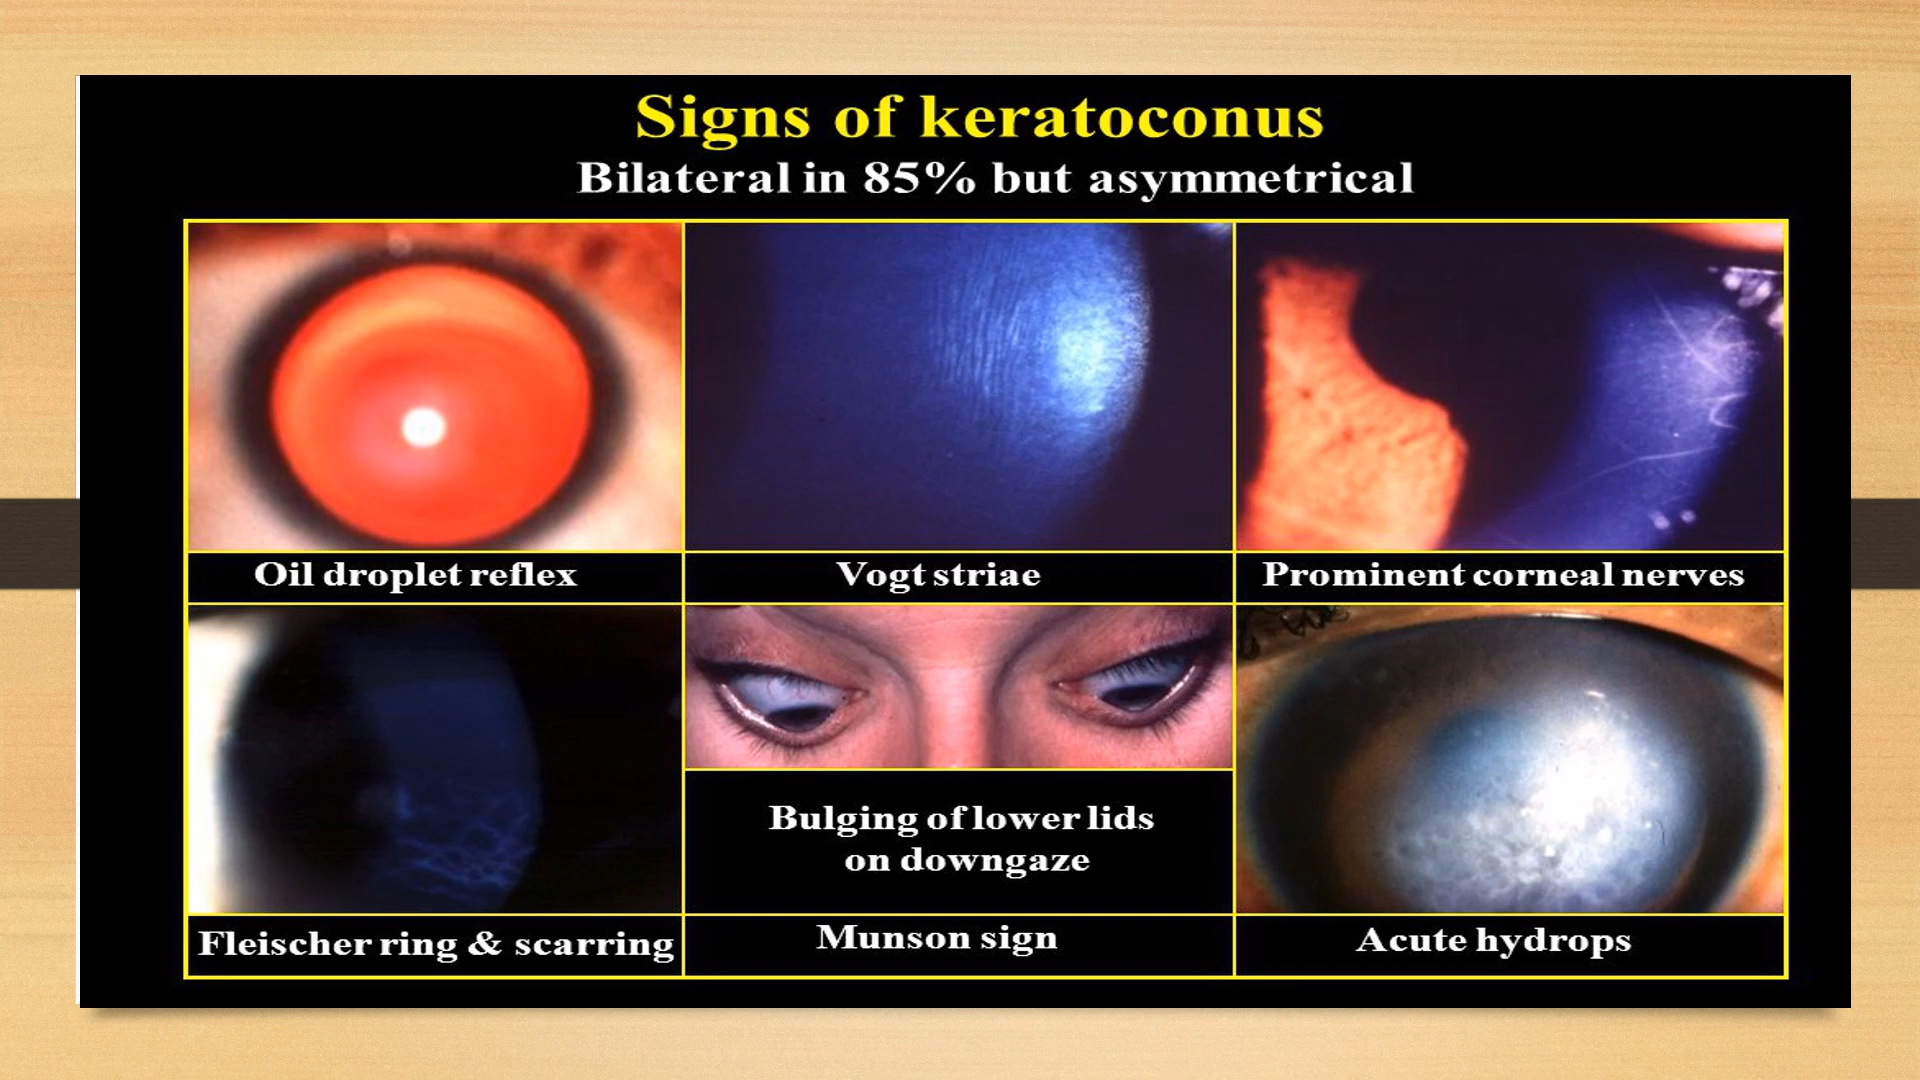 Signs of keratoconus
Bilateral in 85% but asymmetrical
Oil droplet reflex
Vogt striae
Prominent corneal nerves
Bulging of lower lids
on downgaze
Fleischer ring & scarring
Munson sign
Acute hydrops